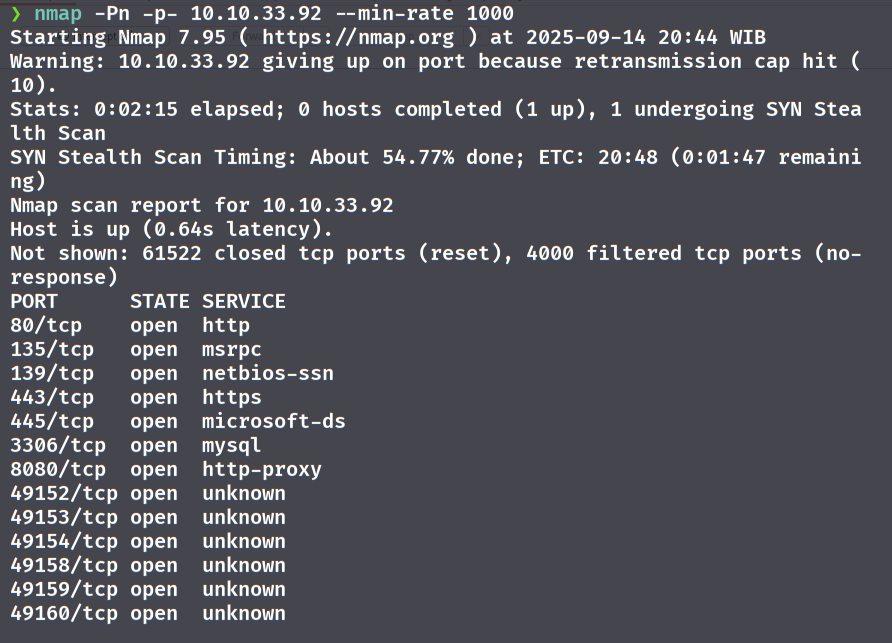 ❯ nmap -Pn -p- 10.10.33.92 --min-rate 1000
Starting Nmap 7.95 ( https://nmap.org ) at 2025-09-14 20:44 WIB
Warning: 10.10.33.92 giving up on port because retransmission cap hit (
10).
Stats: 0:02:15 elapsed; 0 hosts completed (1 up), 1 undergoing SYN Stea
lth Scan
SYN Stealth Scan Timing: About 54.77% done; ETC: 20:48 (0:01:47 remaini
ng)
Nmap scan report for 10.10.33.92
Host is up (0.64s latency).
Not shown: 61522 closed tcp ports (reset), 4000 filtered tcp ports (no-
response)
PORT      STATE SERVICE
80/tcp    open  http
135/tcp   open  msrpc
139/tcp   open  netbios-ssn
443/tcp   open  https
445/tcp   open  microsoft-ds
3306/tcp  open  mysql
8080/tcp  open  http-proxy
49152/tcp open  unknown
49153/tcp open  unknown
49154/tcp open  unknown
49158/tcp open  unknown
49159/tcp open  unknown
49160/tcp open  unknown